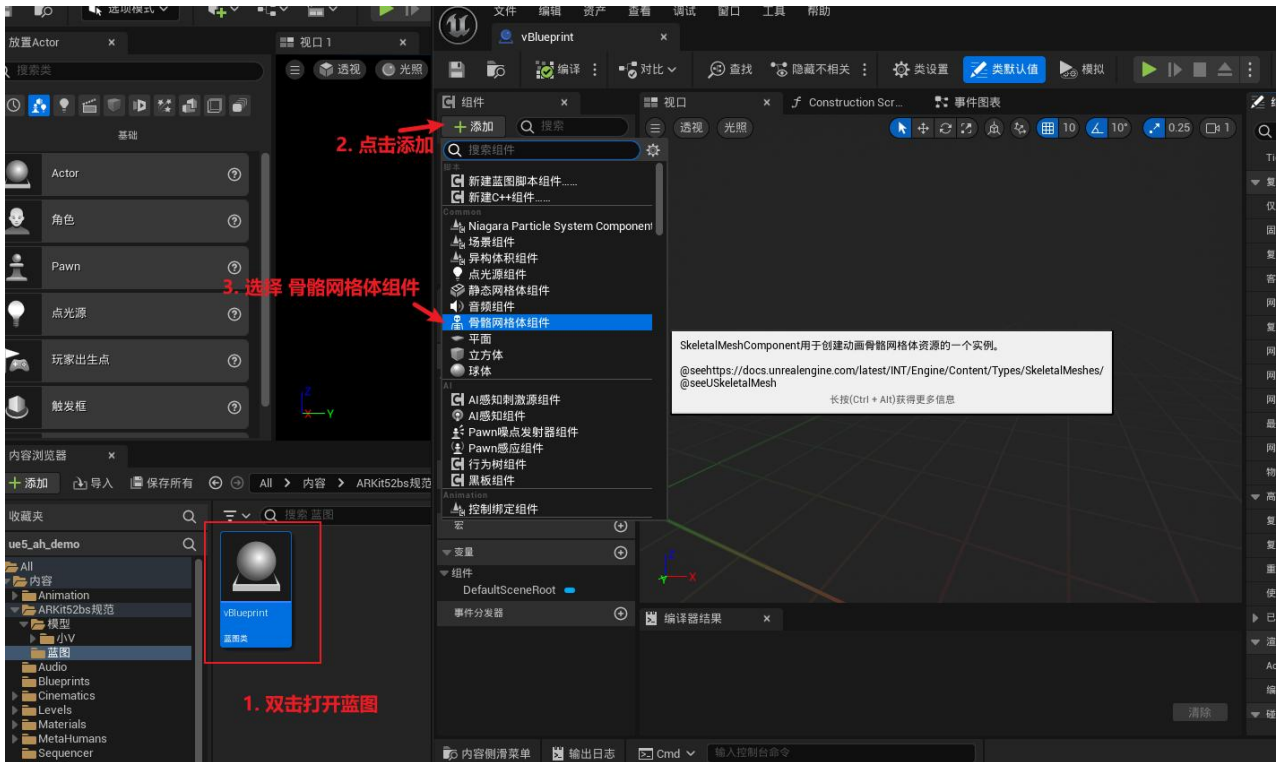 选项模式
文件 编辑 资产 查看 调试 窗口 工具 帮助
放置Actor
视口 1
vBlueprint
搜索类
透视 光照
编译 对比 查找 隐藏不相关 类设置 类默认值 模拟
组件
视口
Construction Scr...
事件图表
基础
添加
搜索
透视 光照
10 10° 0.25 1
2. 点击添加
搜索组件
脚本
Actor
新建蓝图脚本组件......
新建C++组件......
Common
角色
Niagara Particle System Component
场景组件
异构体积组件
Pawn
点光源组件
3. 选择 骨骼网格体组件
静态网格体组件
音频组件
点光源
骨骼网格体组件
平面
SkeletalMeshComponent用于创建动画骨骼网格体资源的一个实例。
玩家出生点
立方体
球体
@seehttps://docs.unrealengine.com/latest/INT/Engine/Content/Types/SkeletalMeshes/
@seeUSkeletalMesh
长按(Ctrl + Alt)获得更多信息
AI
AI感知刺激源组件
触发框
AI感知组件
Z
X Y
Pawn噪点发射器组件
Pawn感应组件
内容浏览器
行为树组件
黑板组件
添加 导入 保存所有 All 内容 ARKit52bs规范
Animation
控制绑定组件
收藏夹
搜索 蓝图
宏
ue5_ah_demo
变量
All
内容
组件
Animation
DefaultSceneRoot
ARKit52bs规范
vBlueprint
事件分发器
编译器结果
模型
小V
蓝图类
蓝图
Audio
Blueprints
Cinematics
1. 双击打开蓝图
Levels
清除
Materials
MetaHumans
Sequencer
内容侧滑菜单 输出日志 Cmd 输入控制台命令